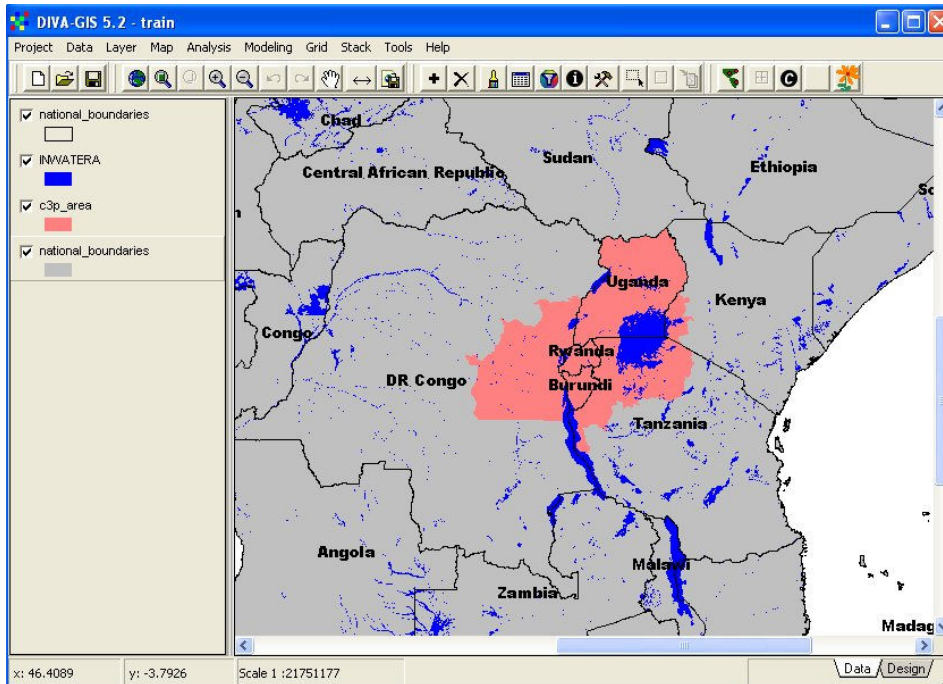 DIVA-GIS 5.2 - train
Project Data Layer Map Analysis Modeling Grid Stack Tools Help
national_boundaries
INWATERA
c3p_area
national_boundaries
Chad
Sudan
Central African Republic
Ethiopia
Uganda
Kenya
Congo
Rwanda
DR Congo
Burundi
Tanzania
Angola
Malawi
Zambia
Madag
x: 46.4089 y: -3.7926 Scale 1 :21751177 Data Design